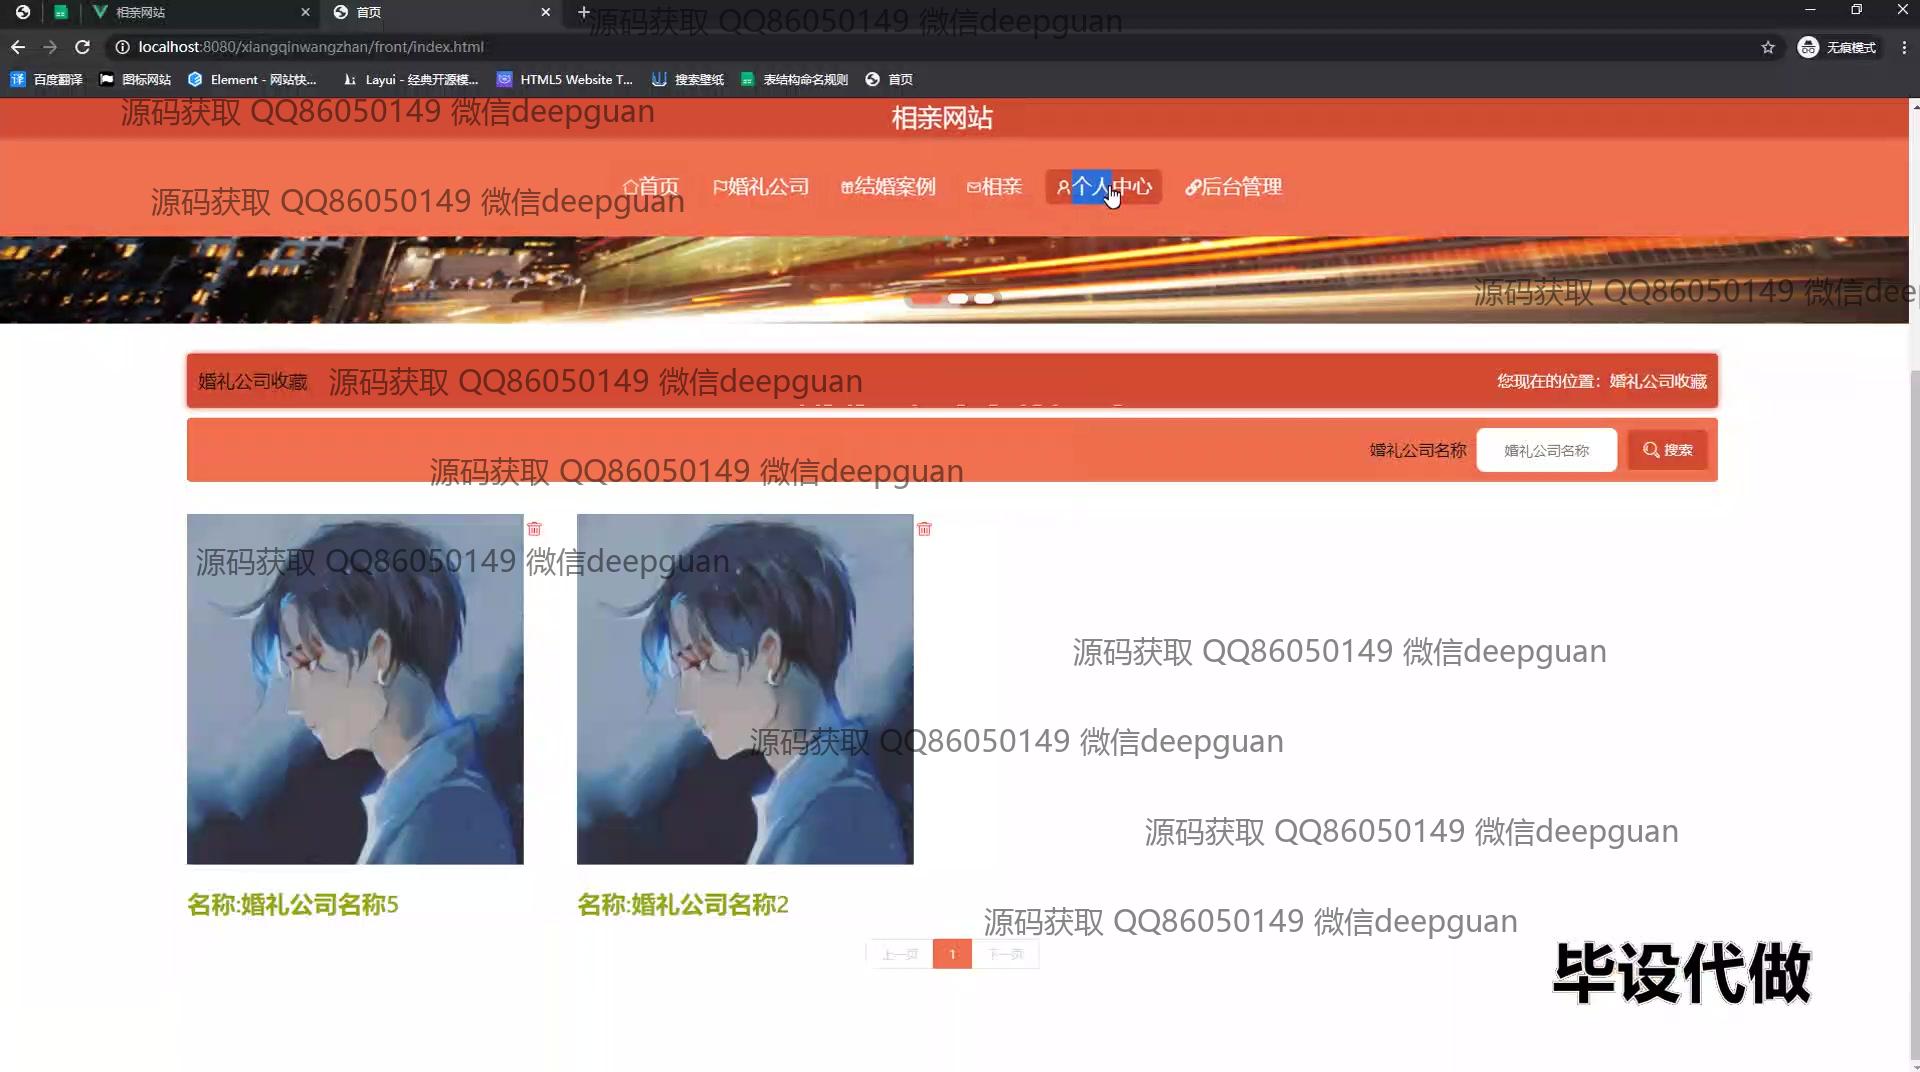 相亲网站
首页
源码获取 QQ86050149 微信deepguan
localhost:8080/xiangqinwangzhan/front/index.html
无痕模式
百度翻译
图标网站
Element - 网站快...
Layui - 经典开源模...
HTML5 Website T...
搜索壁纸
表结构命名规则
首页
源码获取 QQ86050149 微信deepguan
相亲网站
首页
婚礼公司
结婚案例
相亲
个人中心
后台管理
源码获取 QQ86050149 微信deepguan
源码获取 QQ86050149 微信dee
婚礼公司收藏
源码获取 QQ86050149 微信deepguan
您现在的位置：婚礼公司收藏
婚礼公司名称
婚礼公司名称
搜索
源码获取 QQ86050149 微信deepguan
源码获取 QQ86050149 微信deepguan
源码获取 QQ86050149 微信deepguan
源码获取 QQ86050149 微信deepguan
源码获取 QQ86050149 微信deepguan
名称:婚礼公司名称5
名称:婚礼公司名称2
源码获取 QQ86050149 微信deepguan
上一页
1
下一页
毕设代做